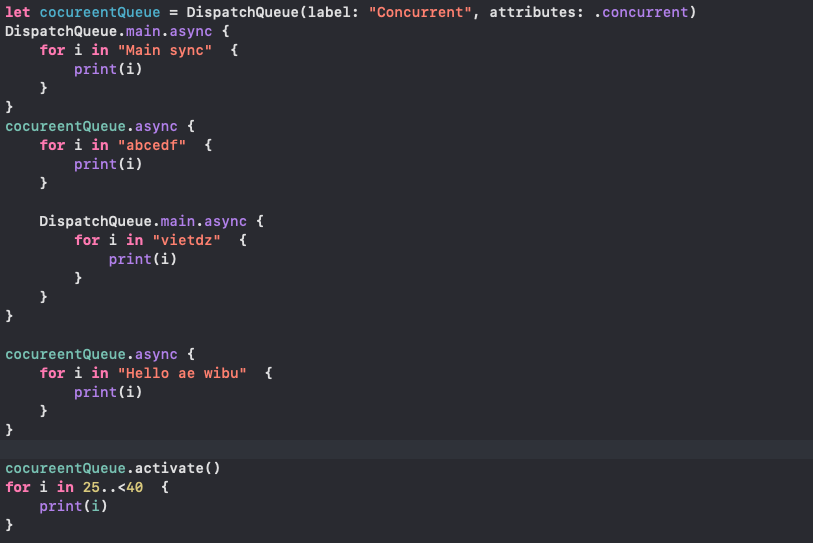 let cocureentQueue = DispatchQueue(label: "Concurrent", attributes: .concurrent)
DispatchQueue.main.async {
    for i in "Main sync"  {
        print(i)
    }
}
cocureentQueue.async {
    for i in "abcedf"  {
        print(i)
    }

    DispatchQueue.main.async {
        for i in "vietdz"  {
            print(i)
        }
    }
}

cocureentQueue.async {
    for i in "Hello ae wibu"  {
        print(i)
    }
}

cocureentQueue.activate()
for i in 25..<40  {
    print(i)
}